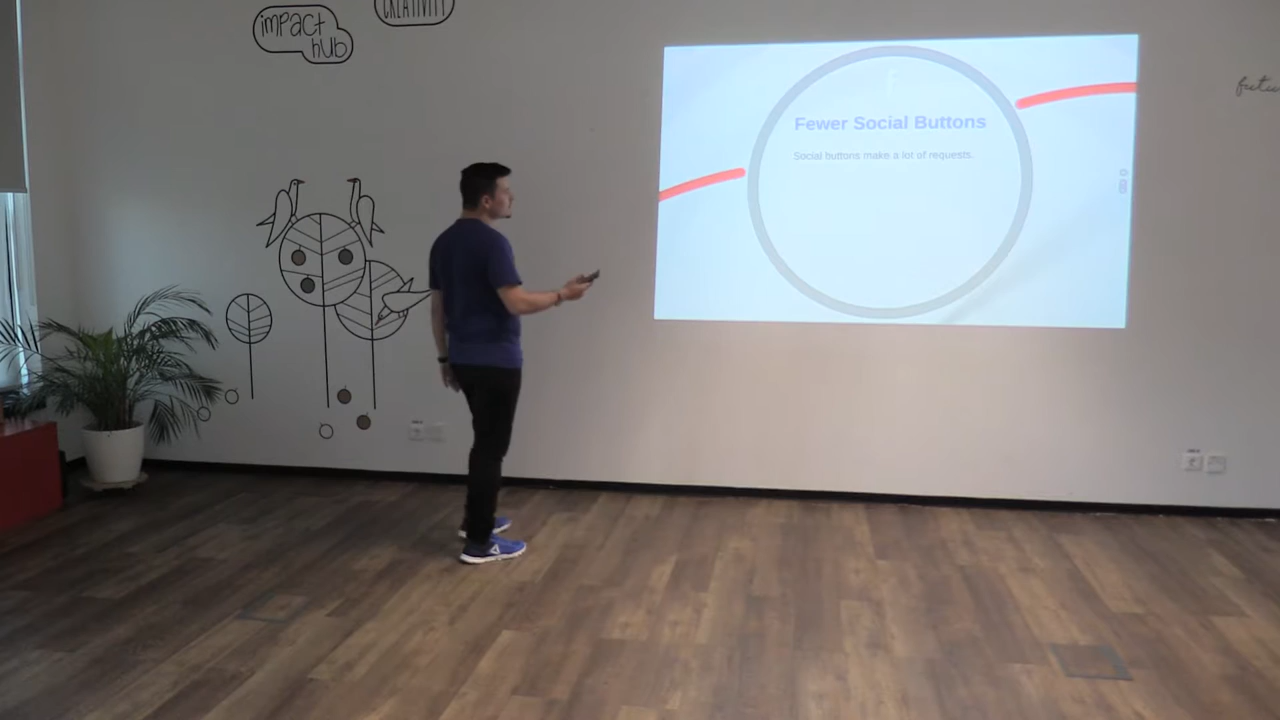 impact
hub
CREATIVITY
Fewer Social Buttons
Social buttons make a lot of requests.